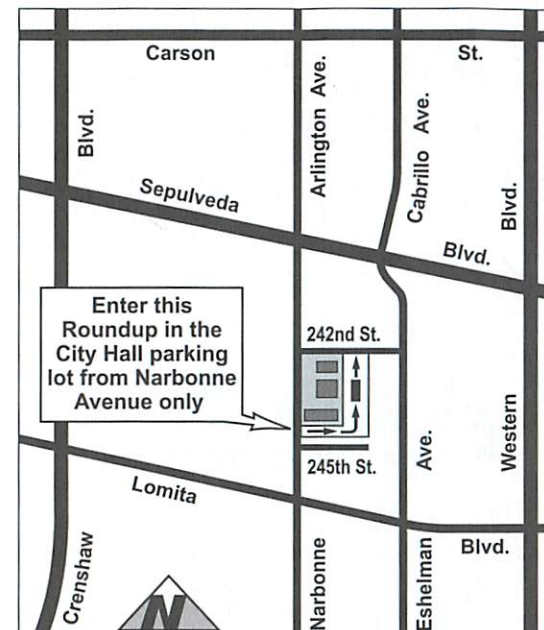 Carson St.
Blvd.
Arlington Ave.
Cabrillo Ave.
Blvd.
Sepulveda Blvd.
Enter this
Roundup in the
City Hall parking
lot from Narbonne
Avenue only
242nd St.
245th St.
Ave.
Western
Lomita Blvd.
Crenshaw
Narbonne
Eshelman
N